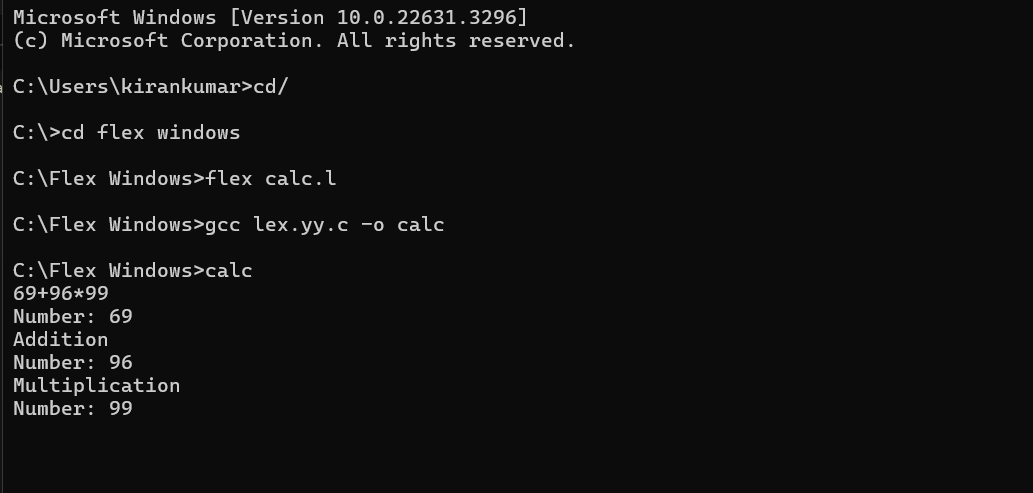 Microsoft Windows [Version 10.0.22631.3296]
(c) Microsoft Corporation. All rights reserved.
C:\Users\kirankumar>cd/
C:\>cd flex windows
C:\Flex Windows>flex calc.l
C:\Flex Windows>gcc lex.yy.c -o calc
C:\Flex Windows>calc
69+96*99
Number: 69
Addition
Number: 96
Multiplication
Number: 99